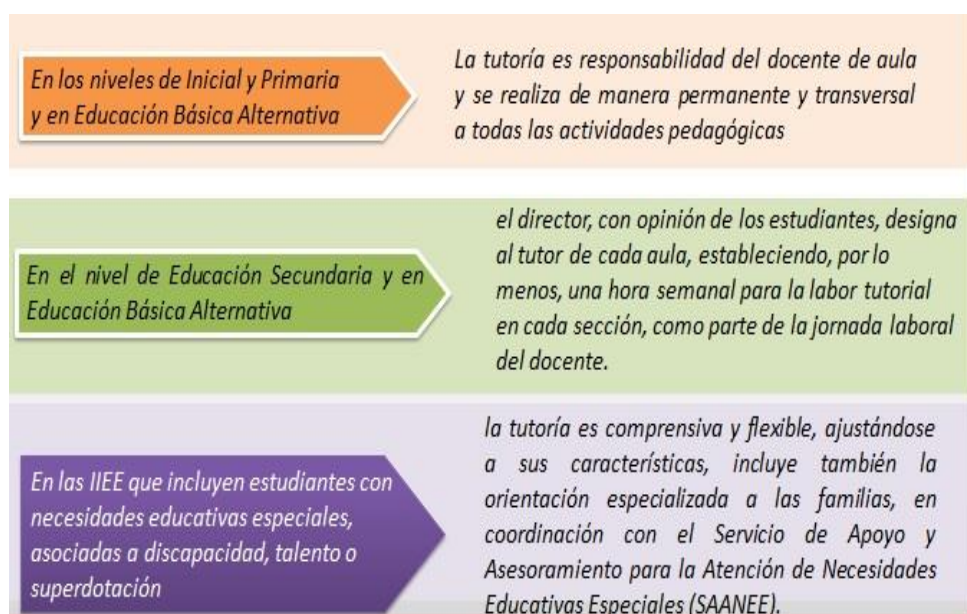 En los niveles de Inicial y Primaria
y en Educación Básica Alternativa
La tutoría es responsabilidad del docente de aula
y se realiza de manera permanente y transversal
a todas las actividades pedagógicas
En el nivel de Educación Secundaria y en
Educación Básica Alternativa
el director, con opinión de los estudiantes, designa
al tutor de cada aula, estableciendo, por lo
menos, una hora semanal para la labor tutorial
en cada sección, como parte de la jornada laboral
del docente.
En las IIEE que incluyen estudiantes con
necesidades educativas especiales,
asociadas a discapacidad, talento o
superdotación
la tutoría es comprensiva y flexible, ajustándose
a sus características, incluye también la
orientación especializada a las familias, en
coordinación con el Servicio de Apoyo y
Asesoramiento para la Atención de Necesidades
Educativas Especiales (SAANEE).